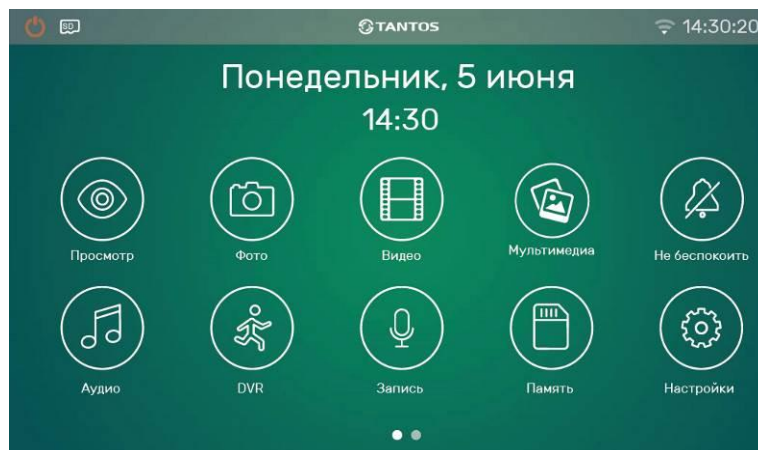 SD
TANTOS
14:30:20
Понедельник, 5 июня
14:30
Просмотр
Фото
Видео
Мультимедиа
Не беспокоить
Аудио
DVR
Запись
Память
Настройки